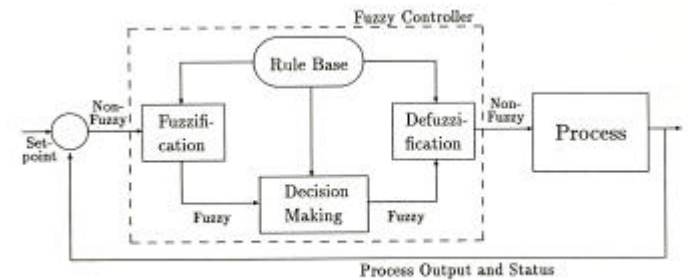 Fuzzy Controller
Rule Base
Non-
Fuzzy
Fuzzifi-
cation
Defuzzi-
fication
Non-
Fuzzy
Process
Set-
point
Decision
Making
Fuzzy
Fuzzy
Process Output and Status